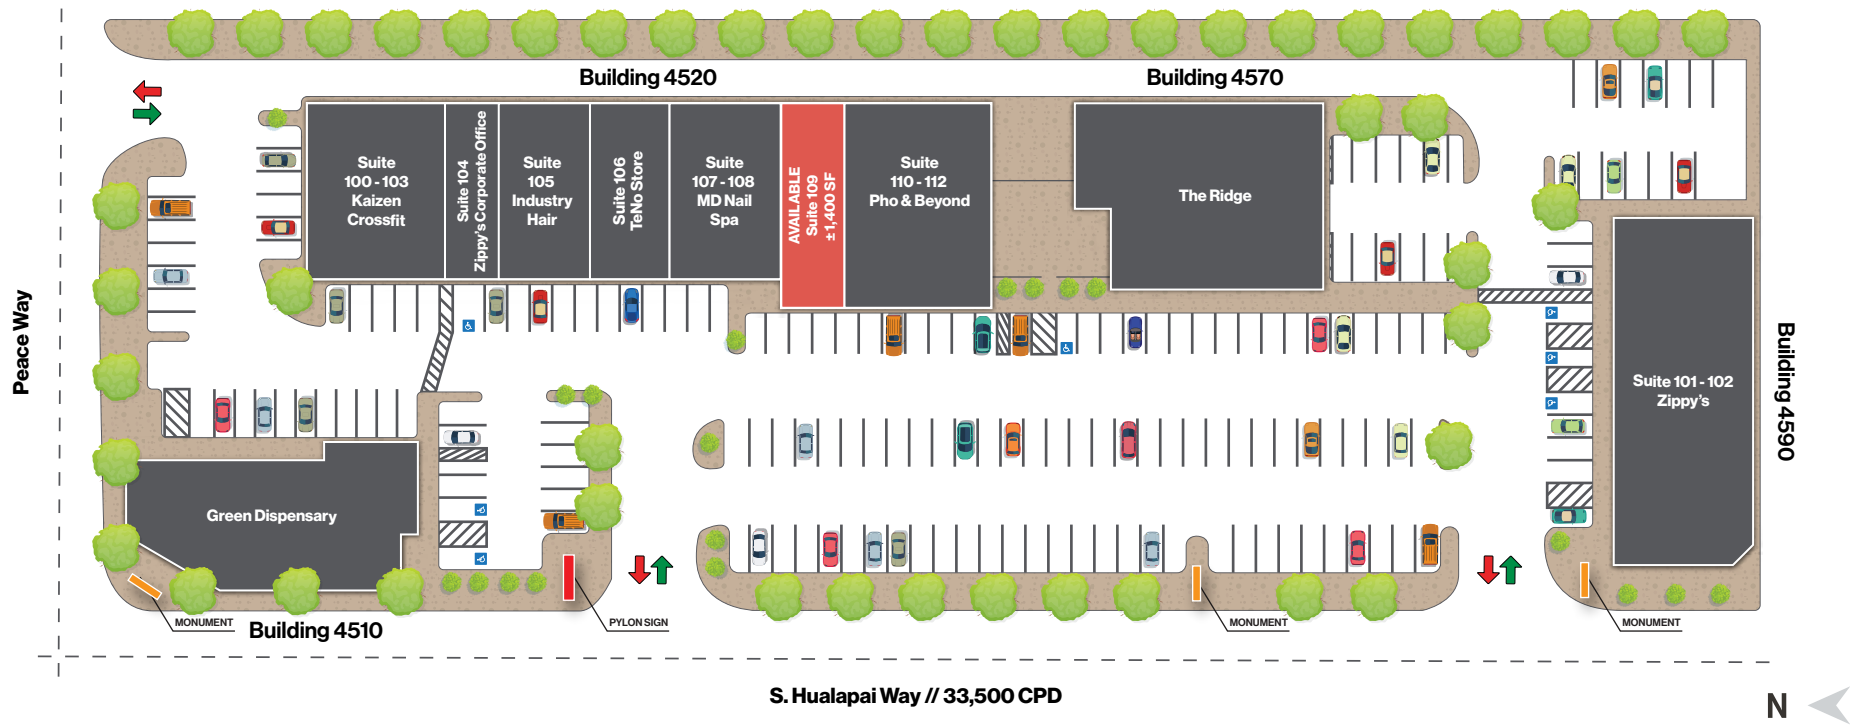 Building 4520
Building 4570
Suite
100 - 103
Kaizen
Crossfit
Suite 104
Zippy's Corporate Office
Suite
105
Industry
Hair
Suite 106
TeNo Store
Suite
107 - 108
MD Nail
Spa
AVAILABLE
Suite 109
±1,400 SF
Suite
110 - 112
Pho & Beyond
The Ridge
Peace Way
Suite 101 - 102
Zippy's
Building 4590
Green Dispensary
MONUMENT
Building 4510
PYLON SIGN
MONUMENT
MONUMENT
S. Hualapai Way // 33,500 CPD
N